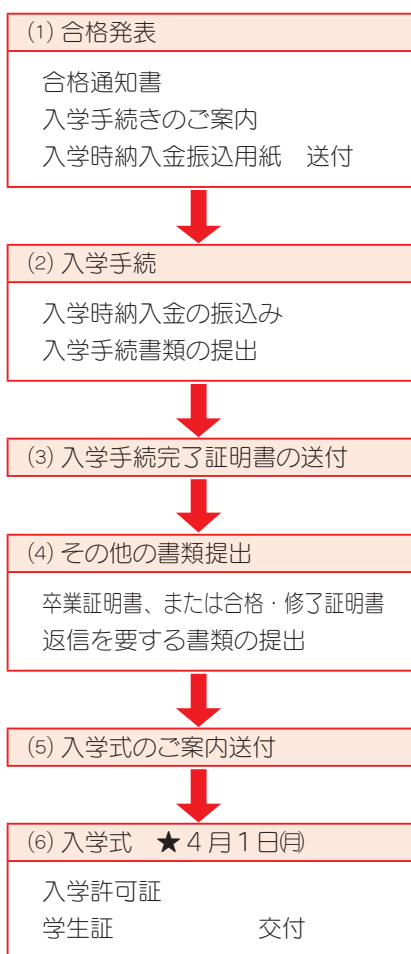 (1) 合格発表
合格通知書
入学手続きのご案内
入学時納入金振込用紙　送付
(2) 入学手続
入学時納入金の振込み
入学手続書類の提出
(3) 入学手続完了証明書の送付
(4) その他の書類提出
卒業証明書、または合格・修了証明書
返信を要する書類の提出
(5) 入学式のご案内送付
(6) 入学式　★４月１日㈪
入学許可証
学生証　　　　　交付